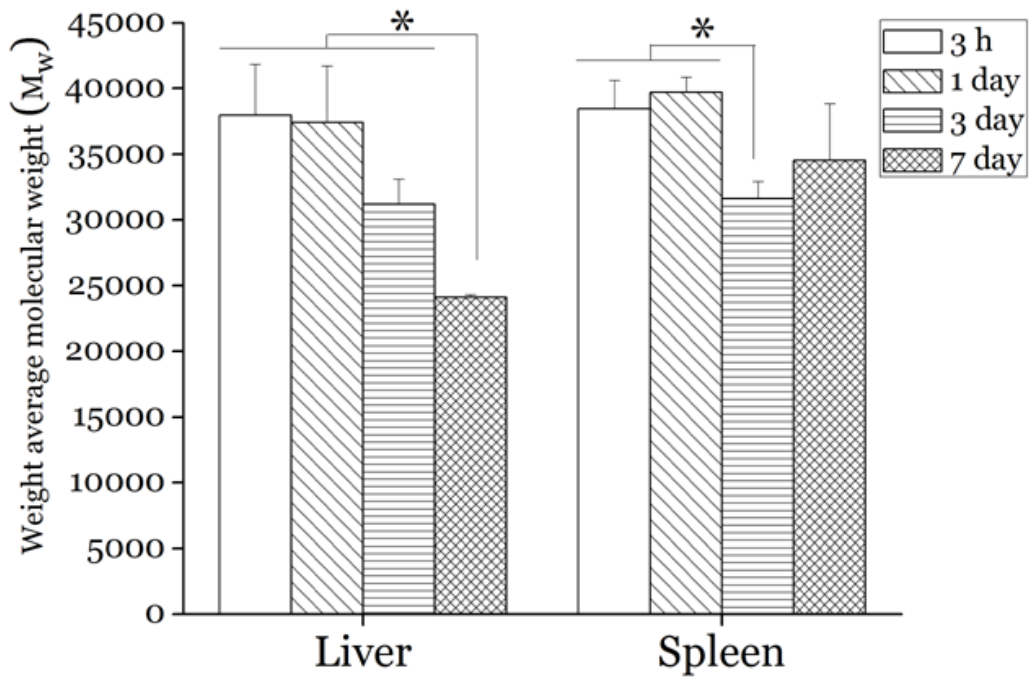 Weight average molecular weight (Mw)
45000
40000
35000
30000
25000
20000
15000
10000
5000
0
*
*
3 h
1 day
3 day
7 day
Liver
Spleen